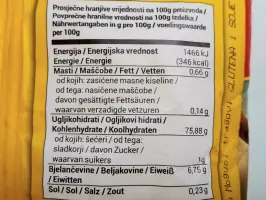 Prosječne hranjive vrijednosti na 100g proizvoda /
Povprečne hranilne vrednosti na 100g izdelka /
Nährwertangaben in g pro 100g / voedingswaarde
per 100g
Energija / Energijska vrednost 1466 kJ
Energie / Energie (346 kcal)
Masti / Maščobe / Fett / Vetten 0,66 g
od kojih: zasićene masne kiseline /
od tega: nasičene maščobe /
davon gesättigte Fettsäuren /
waarvan verzadigde vetzuren 0,14 g
Ugljikohidrati / Ogljikovi hidrati /
Kohlenhydrate / Koolhydraten 75,88 g
od kojih: šećeri / od tega:
sladkorji / davon Zucker /
waarvan suikers 1g
Bjelančevine / Beljakovine / Eiweiß 6,75 g
/ Eiwitten
Sol / Sol / Salz / Zout 0,23 g
MOGUĆI TRAGOVI GLUTENA I SOJE